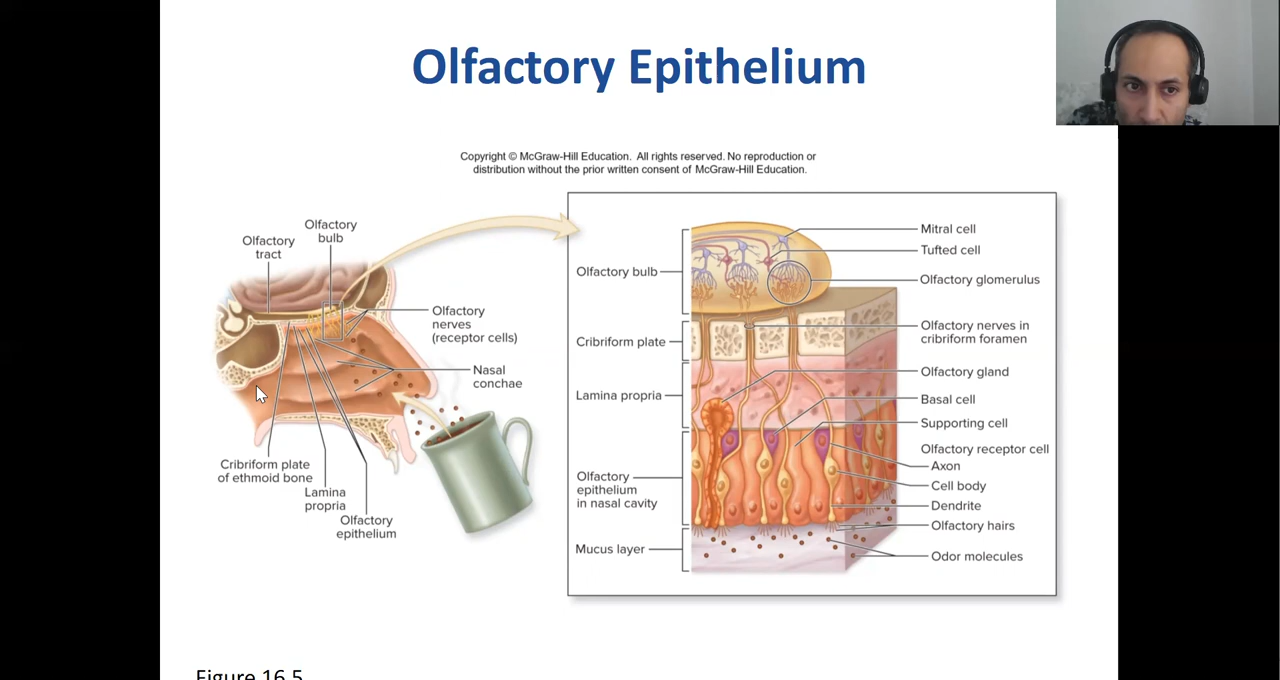 Olfactory Epithelium
Copyright © McGraw-Hill Education. All rights reserved. No reproduction or
distribution without the prior written consent of McGraw-Hill Education.
Olfactory
bulb
Olfactory
tract
Olfactory
nerves
(receptor cells)
Nasal
conchae
Cribriform plate
of ethmoid bone
Lamina
propria
Olfactory
epithelium
Olfactory bulb
Cribriform plate
Lamina propria
Olfactory
epithelium
in nasal cavity
Mucus layer
Mitral cell
Tufted cell
Olfactory glomerulus
Olfactory nerves in
cribriform foramen
Olfactory gland
Basal cell
Supporting cell
Olfactory receptor cell
Axon
Cell body
Dendrite
Olfactory hairs
Odor molecules
Figure 16.5